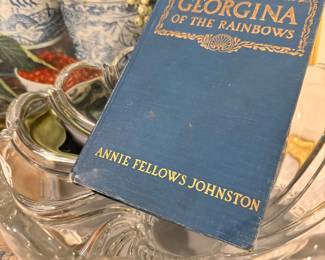 GEORGINA
OF THE RAINBOWS
ANNIE FELLOWS JOHNSTON